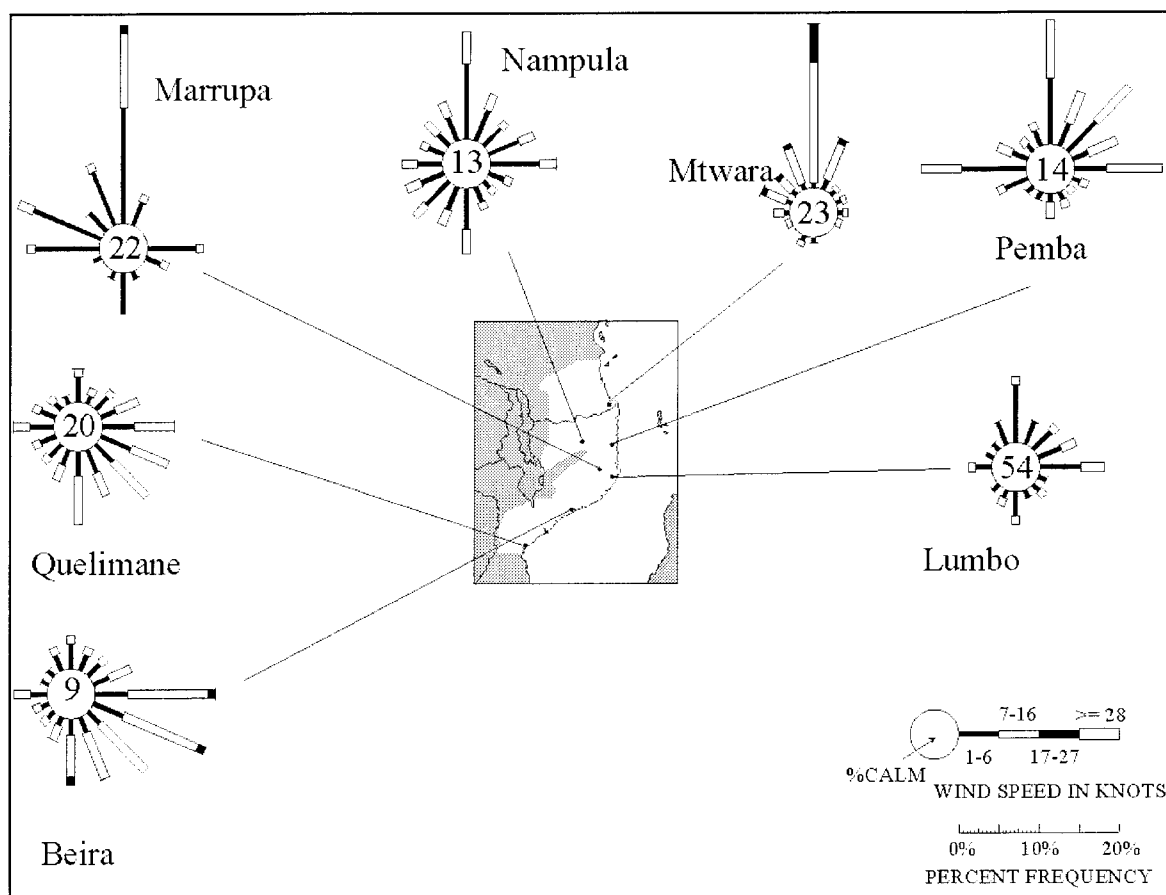 Marrupa
Nampula
Mtwara
Pemba
22
13
23
14
20
54
Quelimane
Lumbo
9
Beira
7-16 >= 28
1-6 17-27
%CALM
WIND SPEED IN KNOTS
0% 10% 20%
PERCENT FREQUENCY